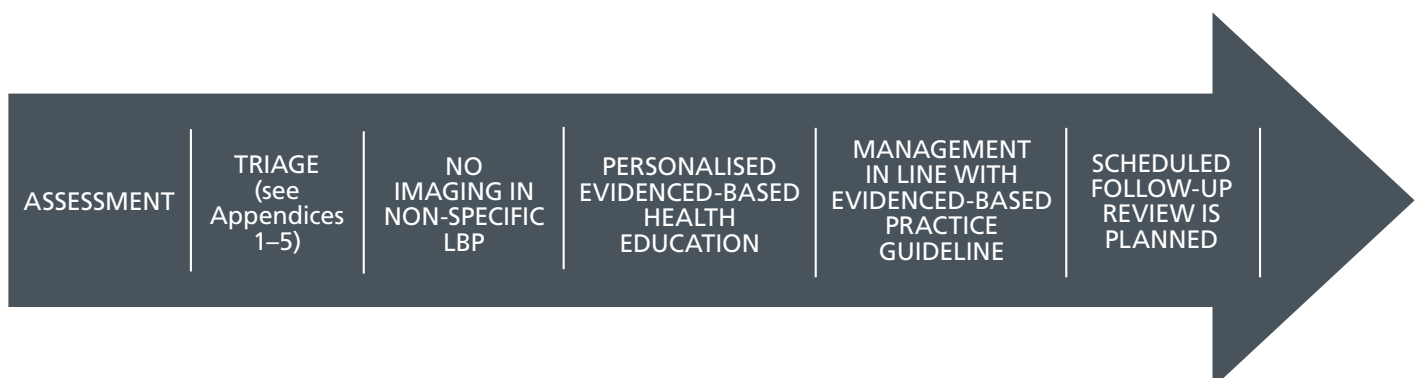 ASSESSMENT
TRIAGE
(see
Appendices
1–5)
NO
IMAGING IN
NON-SPECIFIC
LBP
PERSONALISED
EVIDENCED-BASED
HEALTH
EDUCATION
MANAGEMENT
IN LINE WITH
EVIDENCED-BASED
PRACTICE
GUIDELINE
SCHEDULED
FOLLOW-UP
REVIEW IS
PLANNED